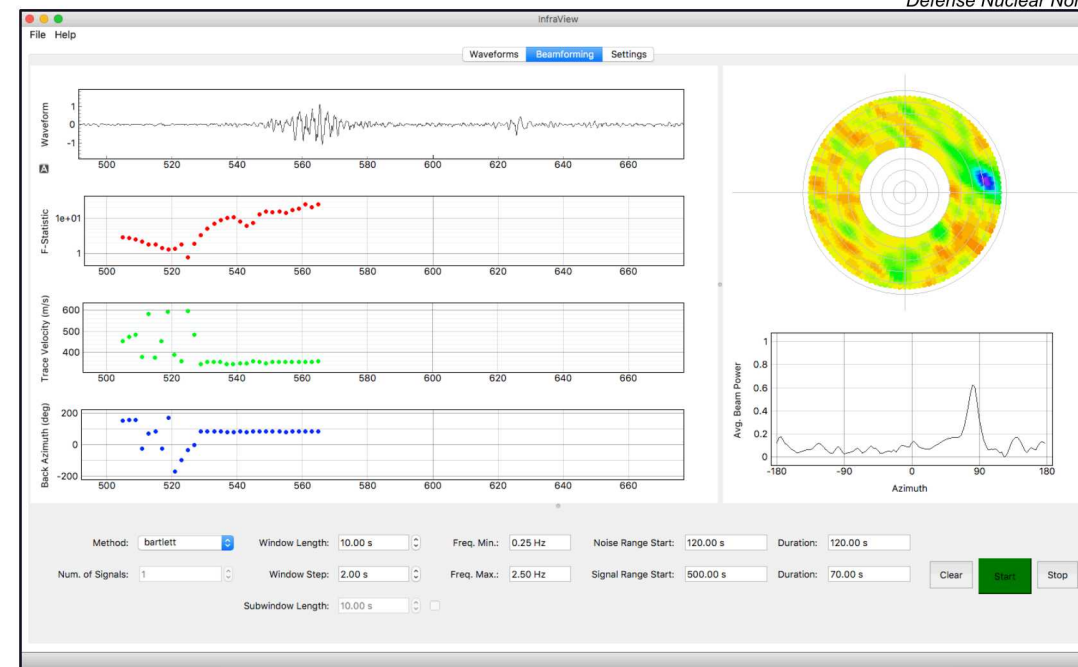 Defense Nuclear Non
InfraView
File Help
Waveforms Beamforming Settings
Waveform
1
0
-1
A
500 520 540 560 580 600 620 640 660
F-Statistic
1e+01
1
500 520 540 560 580 600 620 640 660
Trace Velocity (m/s)
600
500
400
500 520 540 560 580 600 620 640 660
Back Azimuth (deg)
200
0
-200
500 520 540 560 580 600 620 640 660
Avg. Beam Power
1
0.8
0.6
0.4
0.2
0
-180 -90 0 90 180
Azimuth
Method: bartlett Window Length: 10.00 s Freq. Min.: 0.25 Hz Noise Range Start: 120.00 s Duration: 120.00 s
Num. of Signals: 1 Window Step: 2.00 s Freq. Max.: 2.50 Hz Signal Range Start: 500.00 s Duration: 70.00 s Clear Start Stop
Subwindow Length: 10.00 s